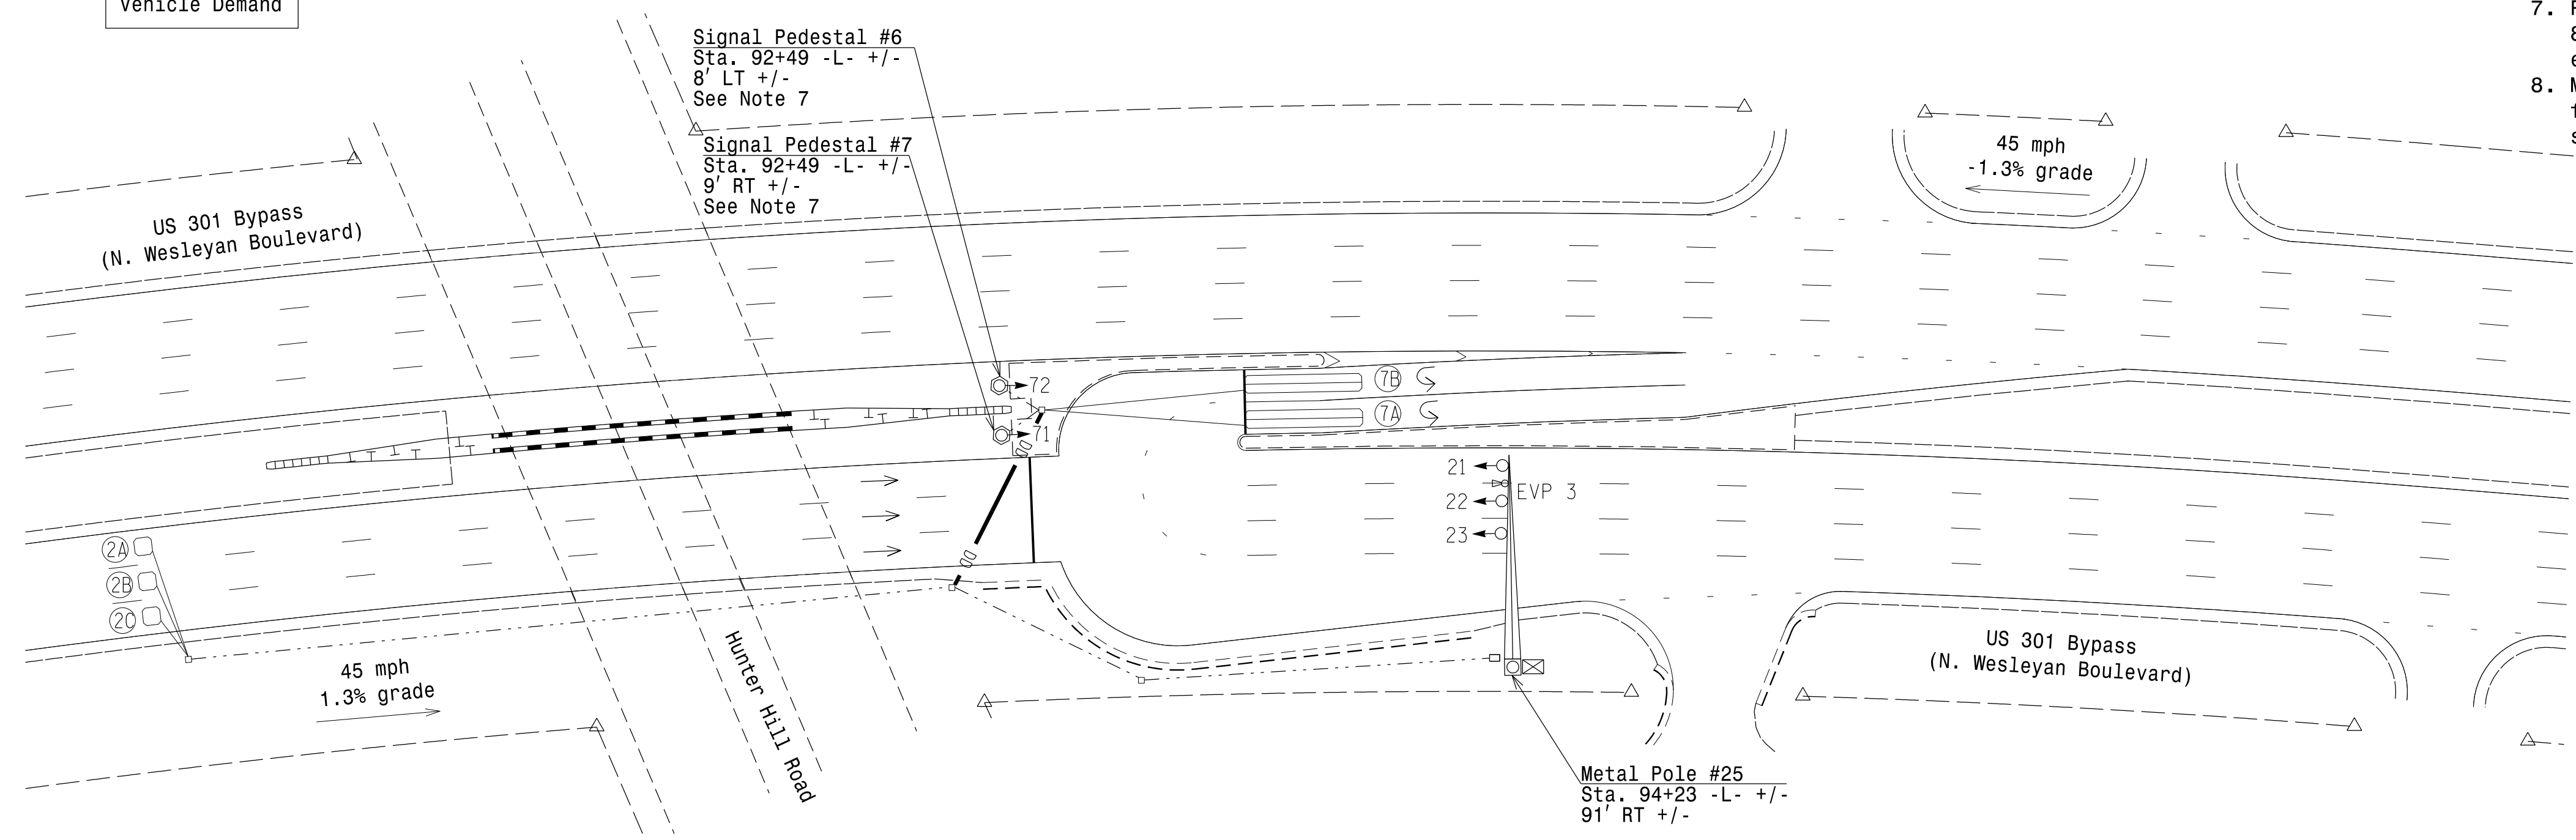 Vehicle Demand
Signal Pedestal #6
Sta. 92+49 -L- +/-
8' LT +/-
See Note 7
Signal Pedestal #7
Sta. 92+49 -L- +/-
9' RT +/-
See Note 7
7.
8.
45 mph
-1.3% grade
US 301 Bypass
(N. Wesleyan Boulevard)
72
7B
7A
71
21
EVP 3
22
23
2A
2B
2C
45 mph
1.3% grade
Hunter Hill Road
US 301 Bypass
(N. Wesleyan Boulevard)
Metal Pole #25
Sta. 94+23 -L- +/-
91' RT +/-